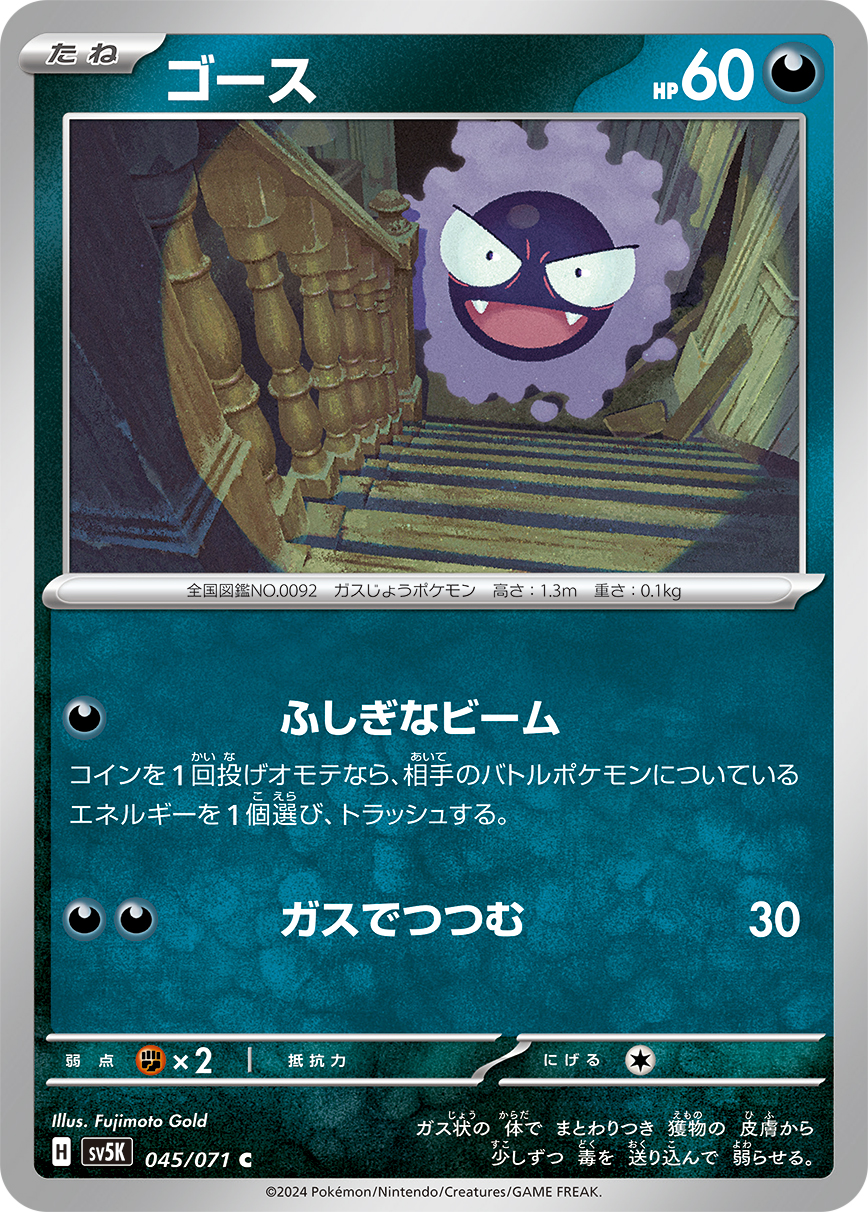 たね
ゴース
HP60
全国図鑑NO.0092 ガスじょうポケモン 高さ:1.3m 重さ:0.1kg
ふしぎなビーム
コインを1回投げオモテなら、相手のバトルポケモンについている
エネルギーを1個選び、トラッシュする。
ガスでつつむ 30
弱点 ×2 抵抗力 にげる
Illus. Fujimoto Gold
H sv5K 045/071 C
ガス状の 体で まとわりつき 獲物の 皮膚から
少しずつ 毒を 送り込んで 弱らせる。
©2024 Pokémon/Nintendo/Creatures/GAME FREAK.